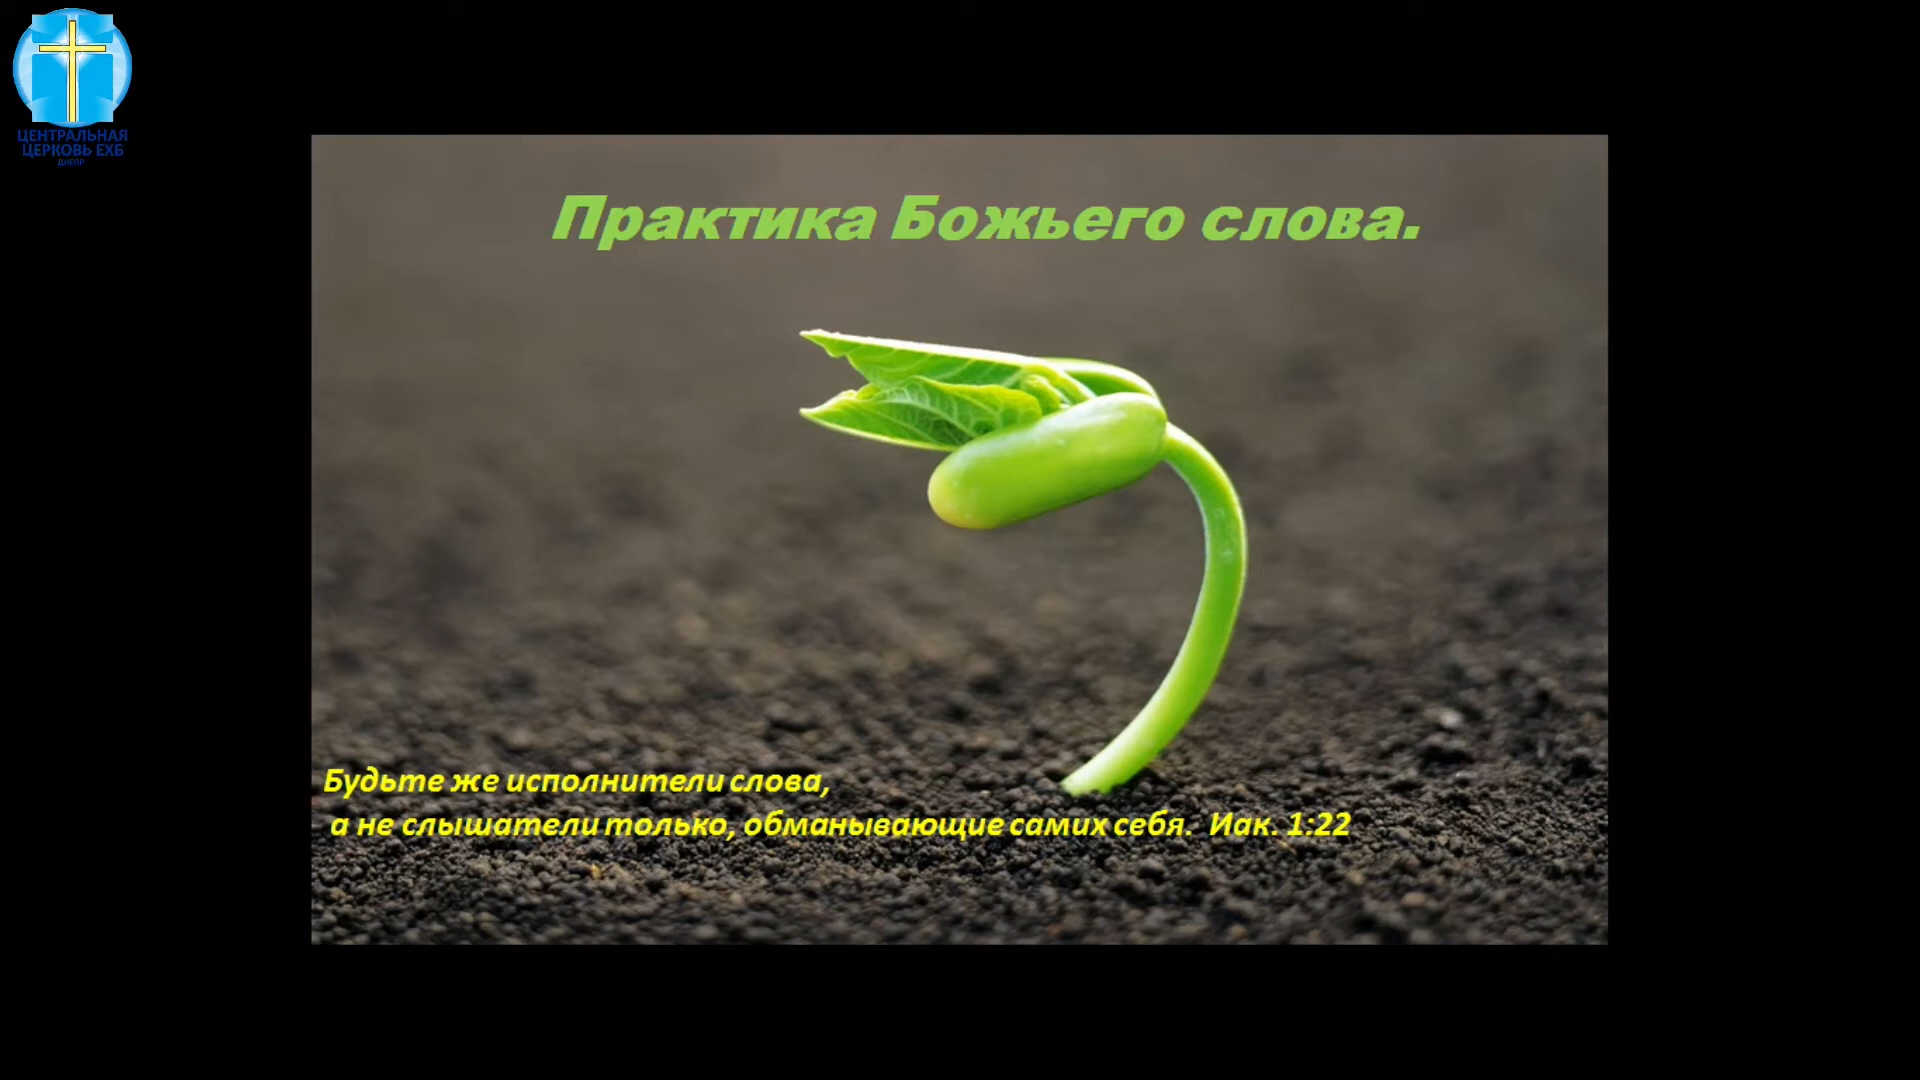 ЦЕНТРАЛЬНАЯ
ЦЕРКОВЬ ЕХБ
ДНЕПР
Практика Божьего слова.
Будьте же исполнители слова,
а не слышатели только, обманывающие самих себя. Иак. 1:22